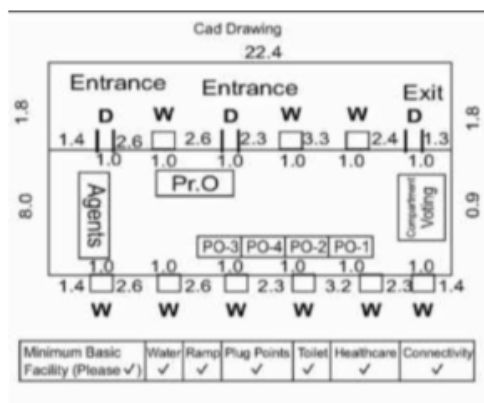 Cad Drawing
22.4
Entrance Entrance Exit
D W D W W D
1.8 1.8
1.4 2.6 2.6 2.3 3.3 2.4 1.3
1.0 1.0 1.0 1.0 1.0 1.0
Pr.O
Agents
Compartment
Voting
8.0 0.9
PO-3 PO-4 PO-2 PO-1
1.0 1.0 1.0 1.0 1.0 1.0
1.4 2.6 2.6 2.3 3.2 2.3 1.4
W W W W W W
Minimum Basic
Facility (Please ✓)
Water Ramp Plug Points Toilet Healthcare Connectivity
✓ ✓ ✓ ✓ ✓ ✓